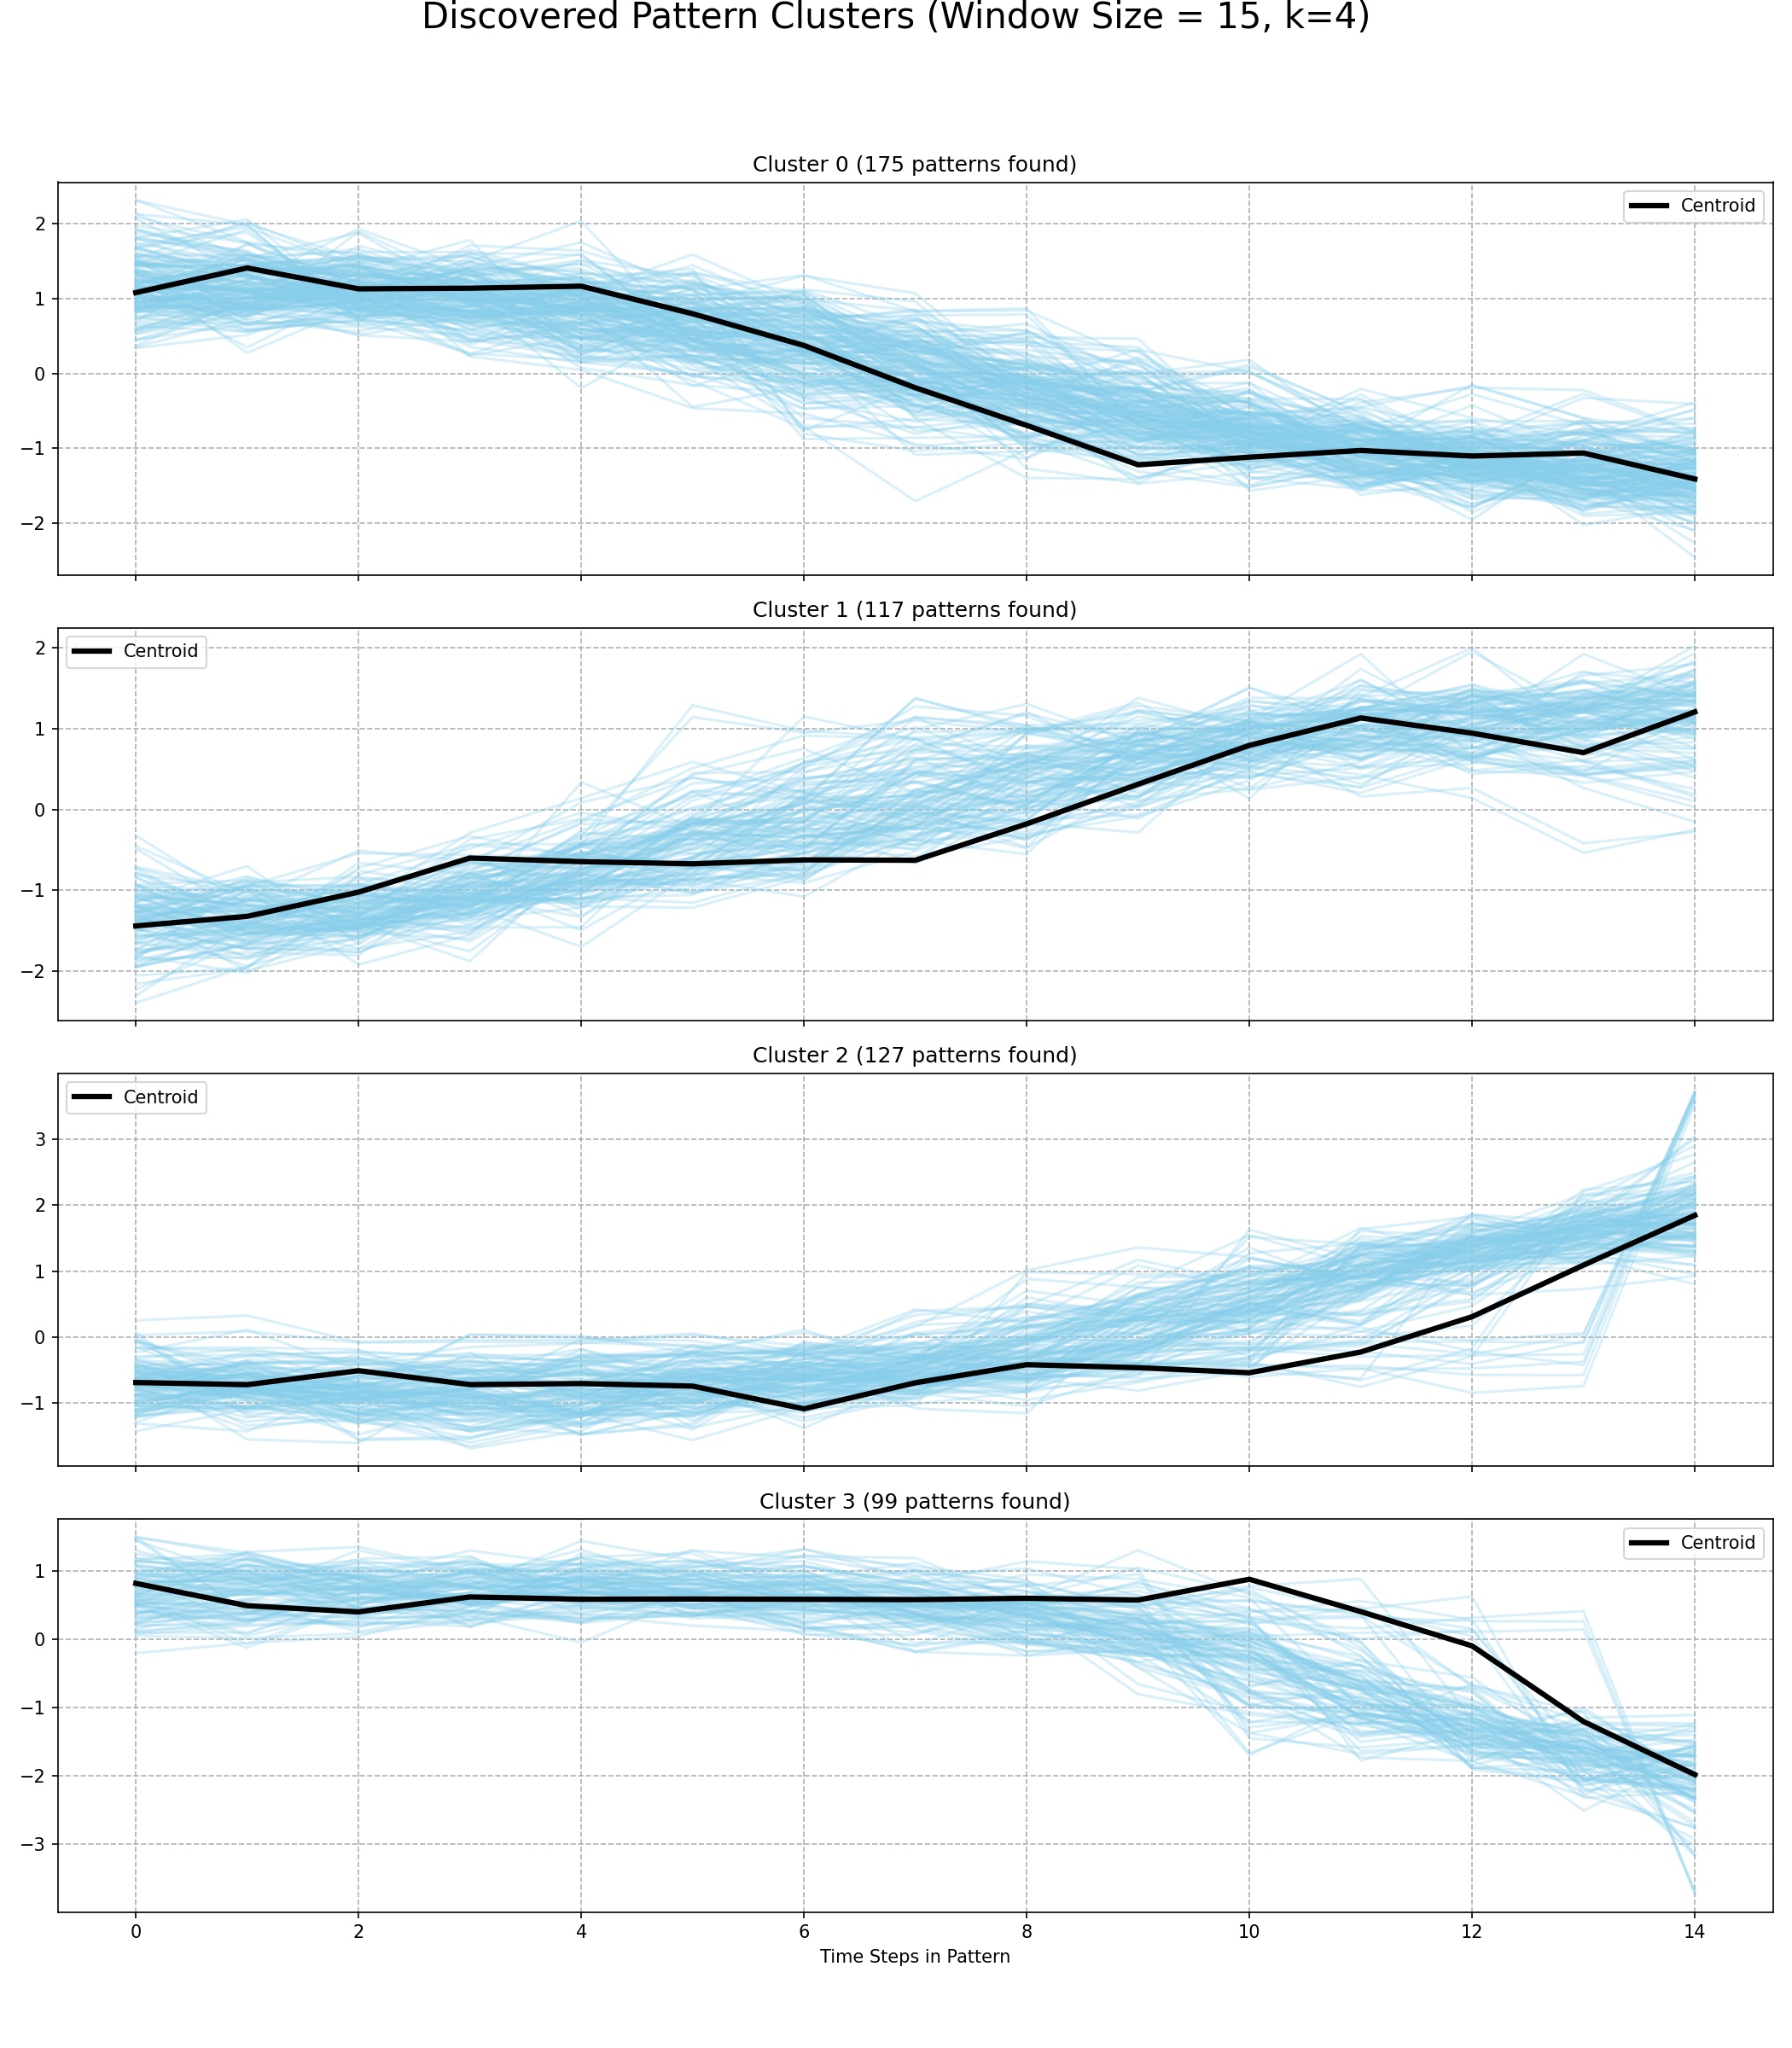 Discovered Pattern Clusters (Window Size = 15, k=4)
Cluster 0 (175 patterns found)
Centroid
2
1
0
−1
−2
Cluster 1 (117 patterns found)
Centroid
2
1
0
−1
−2
Cluster 2 (127 patterns found)
Centroid
3
2
1
0
−1
Cluster 3 (99 patterns found)
Centroid
1
0
−1
−2
−3
0 2 4 6 8 10 12 14
Time Steps in Pattern